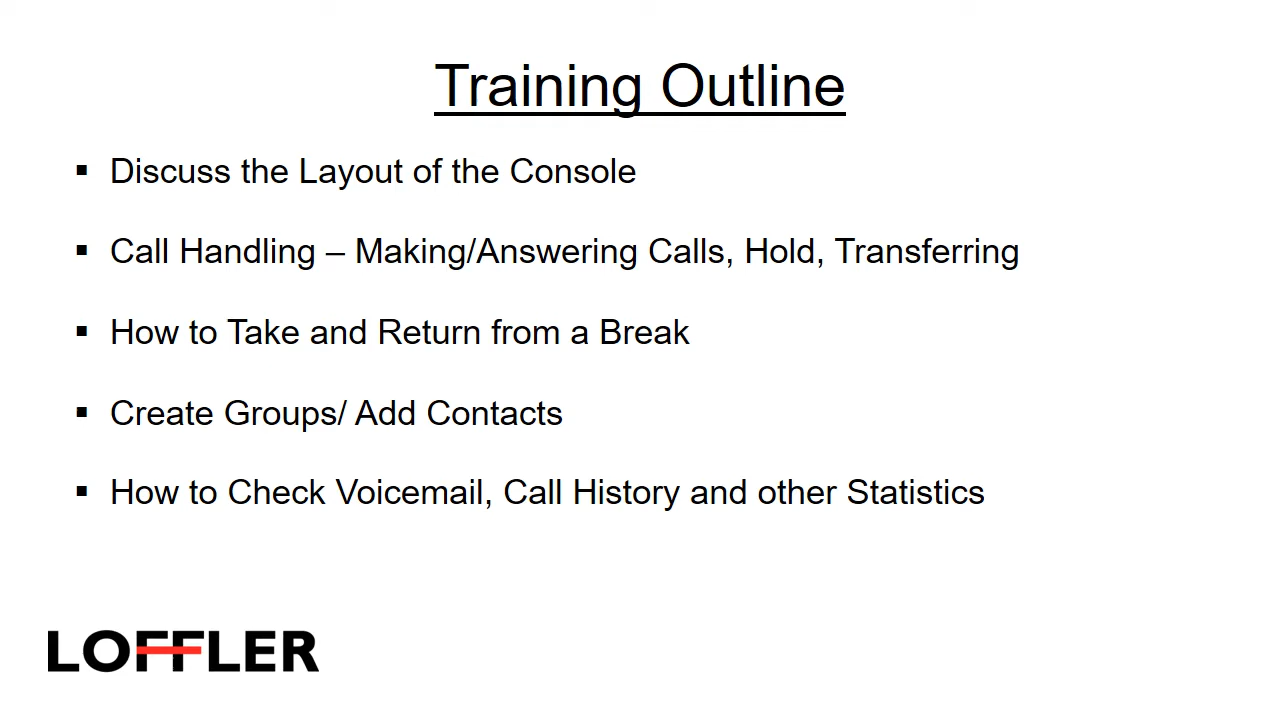 Training Outline
▪ Discuss the Layout of the Console
▪ Call Handling – Making/Answering Calls, Hold, Transferring
▪ How to Take and Return from a Break
▪ Create Groups/ Add Contacts
▪ How to Check Voicemail, Call History and other Statistics
LOFFLER